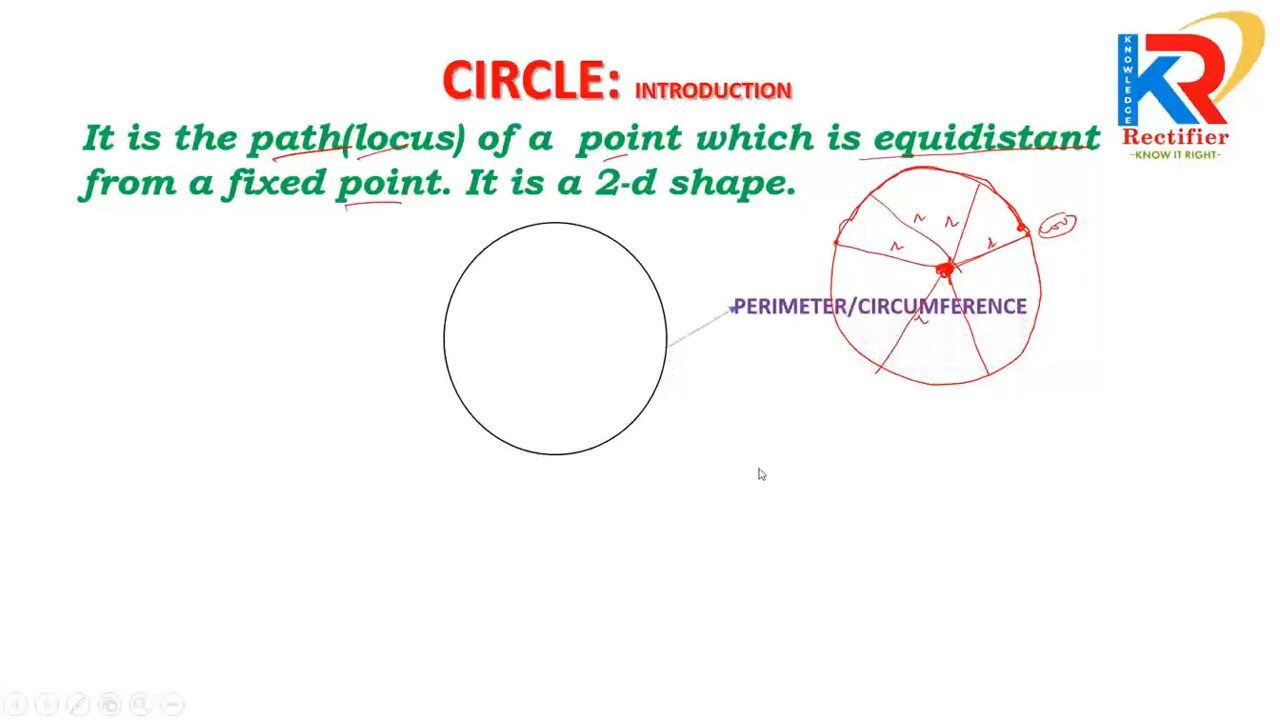 CIRCLE: INTRODUCTION
It is the path(locus) of a point which is equidistant
from a fixed point. It is a 2-d shape.
KNOWLEDGE
KR
Rectifier
–KNOW IT RIGHT–
r r
r r
PERIMETER/CIRCUMFERENCE
r